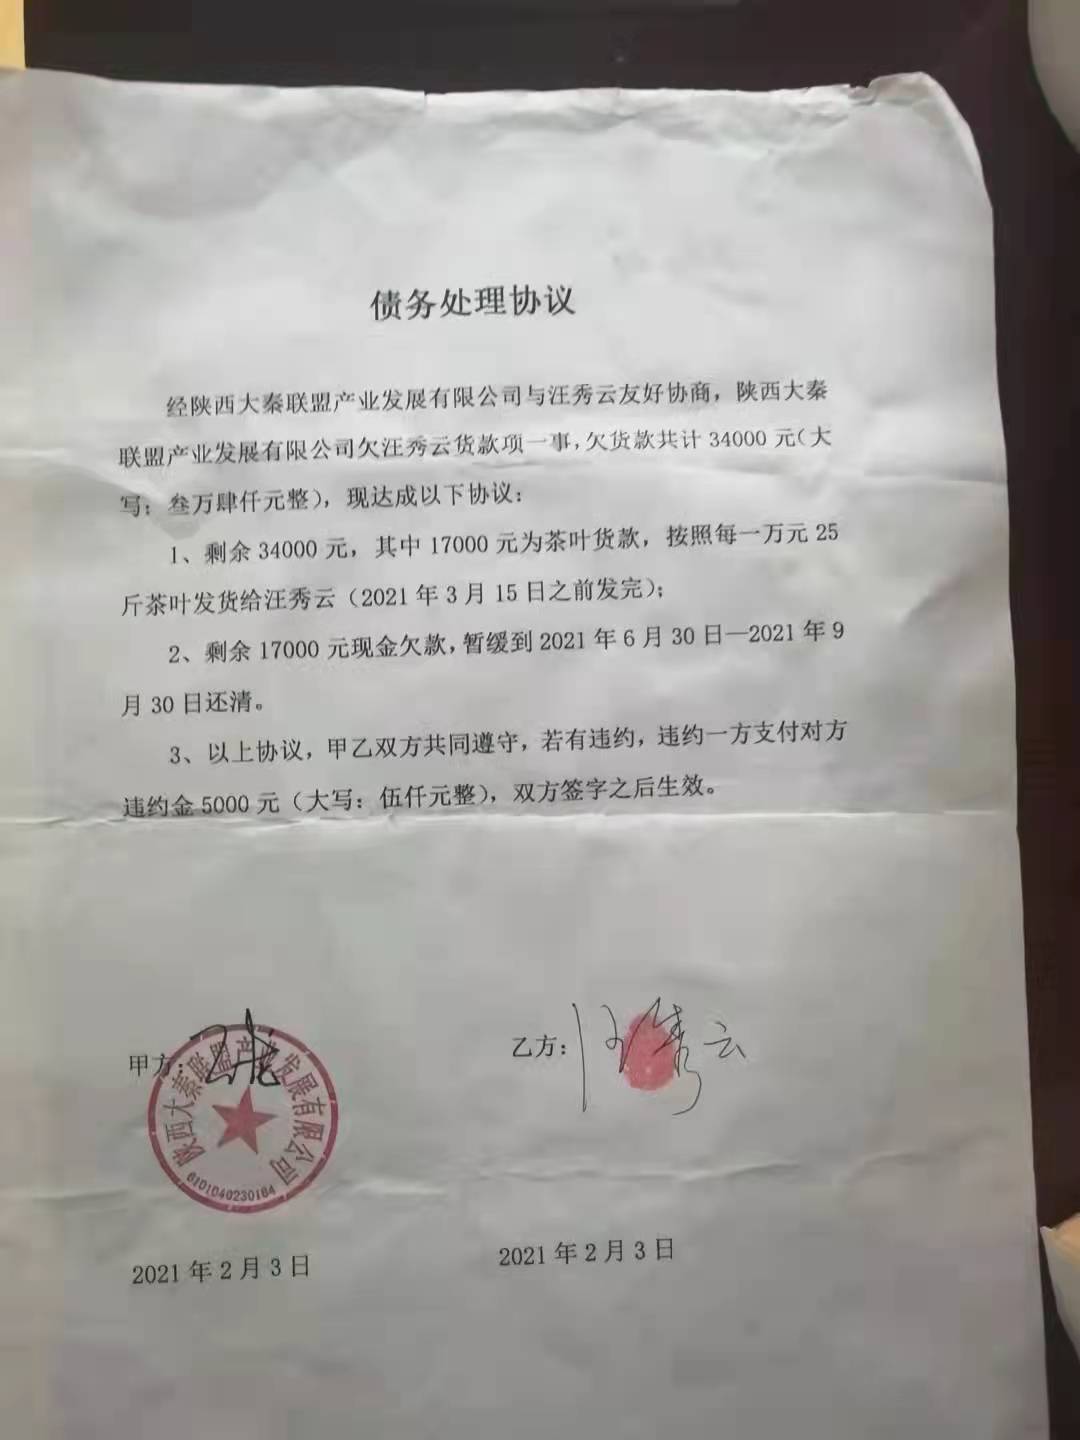 债务处理协议
经陕西大秦联盟产业发展有限公司与汪秀云友好协商，陕西大秦
联盟产业发展有限公司欠汪秀云货款项一事，欠货款共计 34000 元（大
写：叁万肆仟元整），现达成以下协议：
1、剩余 34000 元，其中 17000 元为茶叶货款，按照每一万元 25
斤茶叶发货给汪秀云（2021 年 3 月 15 日之前发完）；
2、剩余 17000 元现金欠款，暂缓到 2021 年 6 月 30 日—2021 年 9
月 30 日还清。
3、以上协议，甲乙双方共同遵守，若有违约，违约一方支付对方
违约金 5000 元（大写：伍仟元整），双方签字之后生效。
甲方：
陕西大秦联盟产业发展有限公司
6101040230184
乙方：汪秀云
2021 年 2 月 3 日
2021 年 2 月 3 日